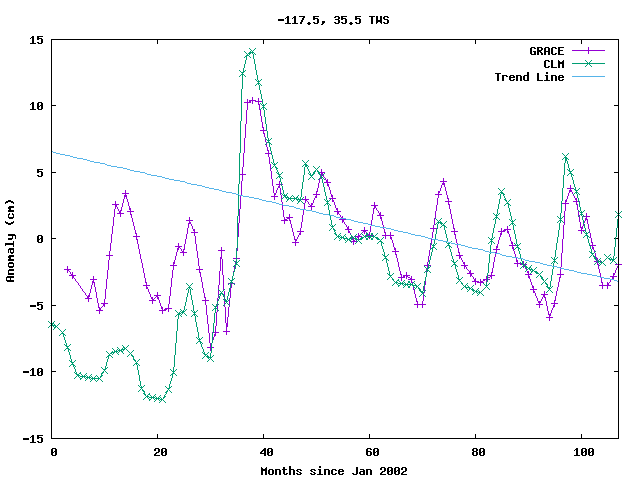 -117.5, 35.5 TWS
GRACE
CLM
Trend Line
15
10
5
0
-5
-10
-15
Anomaly (cm)
0 20 40 60 80 100
Months since Jan 2002